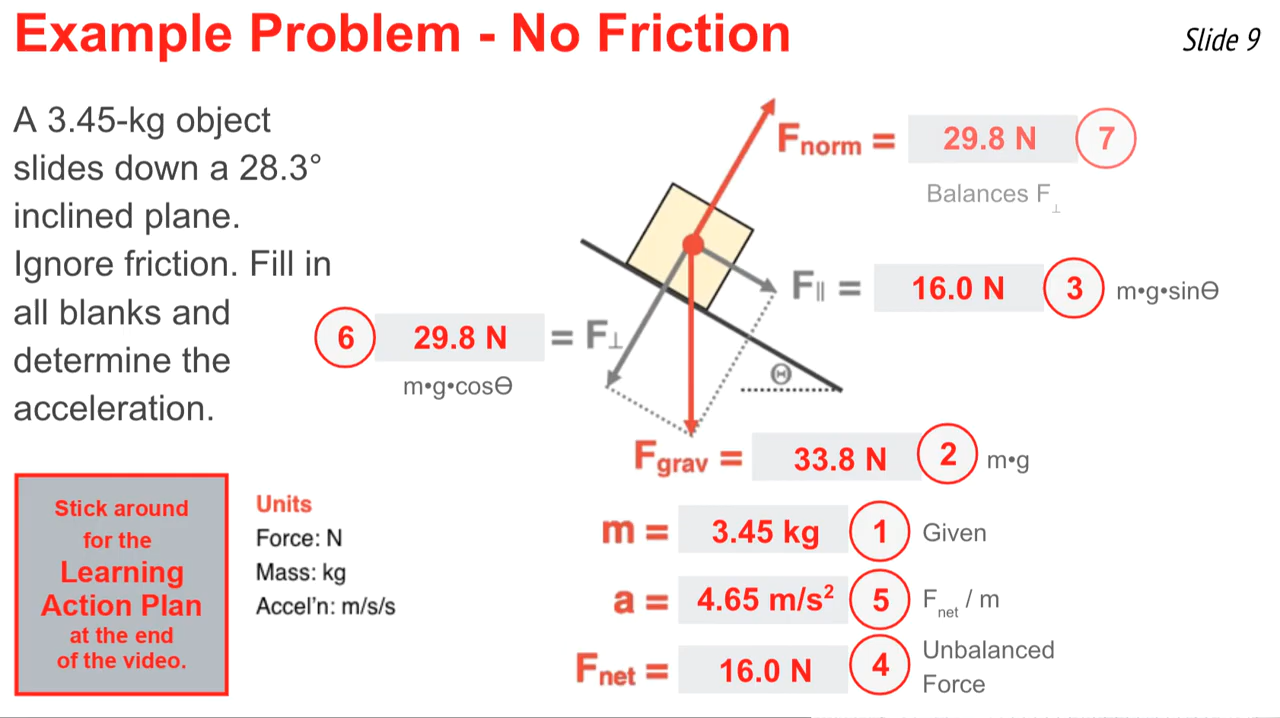 Example Problem - No Friction
Slide 9
A 3.45-kg object
slides down a 28.3°
inclined plane.
Ignore friction. Fill in
all blanks and
determine the
acceleration.
Fnorm = 29.8 N 7
Balances F⊥
F|| = 16.0 N 3 m•g•sinΘ
6 29.8 N = F⊥
m•g•cosΘ
Θ
Fgrav = 33.8 N 2 m•g
m = 3.45 kg 1 Given
a = 4.65 m/s² 5 Fnet / m
Fnet = 16.0 N 4 Unbalanced
Force
Stick around
for the
Learning
Action Plan
at the end
of the video.
Units
Force: N
Mass: kg
Accel'n: m/s/s